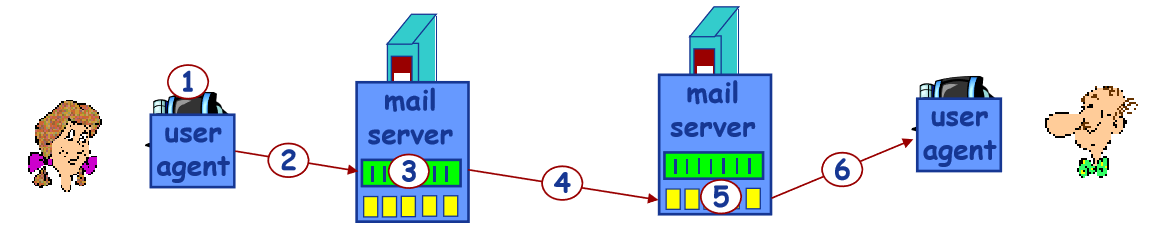 1
user
agent
2
mail
server
3
4
mail
server
5
6
user
agent